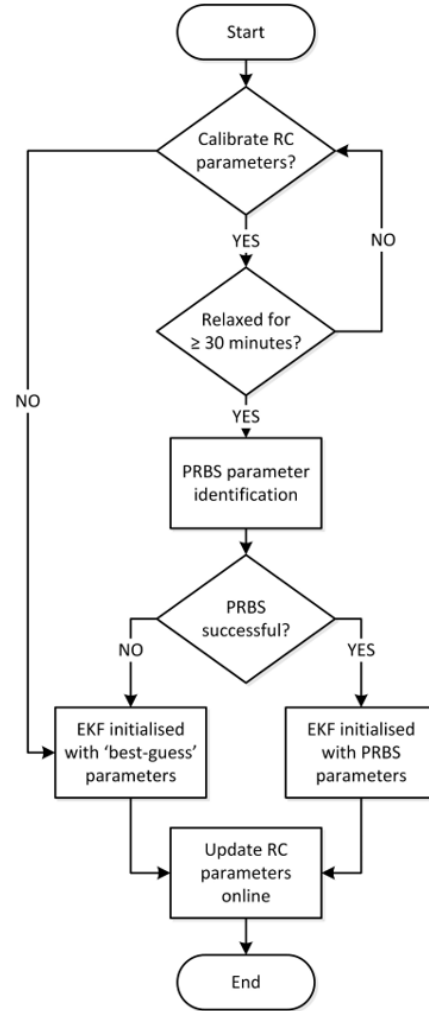 Start
Calibrate RC
parameters?
YES
NO
Relaxed for
≥ 30 minutes?
NO
YES
PRBS parameter
identification
PRBS
successful?
NO
YES
EKF initialised
with ‘best-guess’
parameters
EKF initialised
with PRBS
parameters
Update RC
parameters
online
End